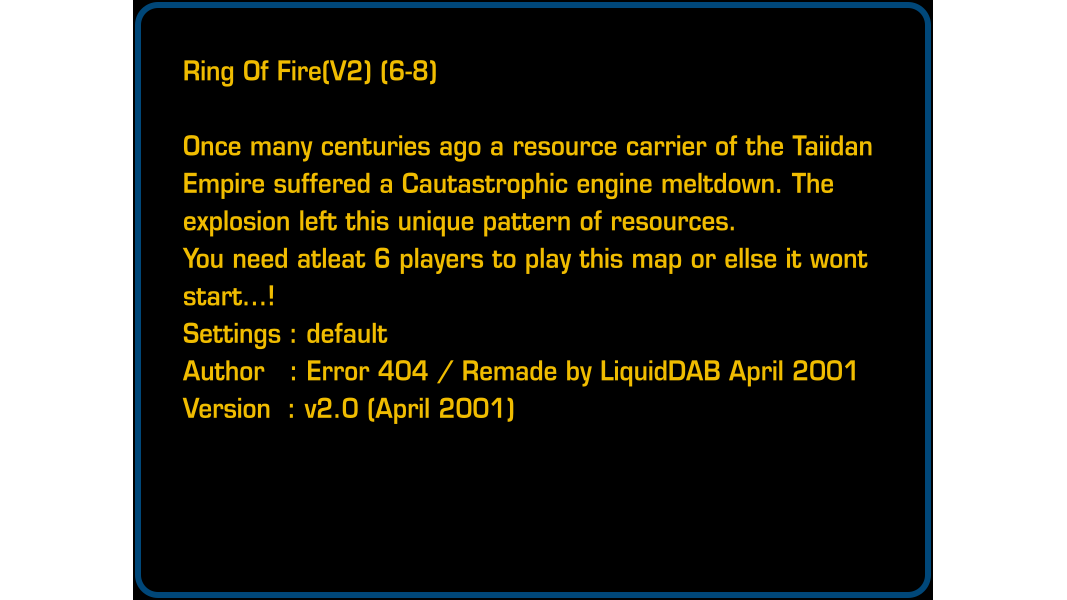 Ring Of Fire(V2) (6-8)
Once many centuries ago a resource carrier of the Taiidan
Empire suffered a Cautastrophic engine meltdown. The
explosion left this unique pattern of resources.
You need atleat 6 players to play this map or ellse it wont
start...!
Settings : default
Author : Error 404 / Remade by LiquidDAB April 2001
Version : v2.0 (April 2001)